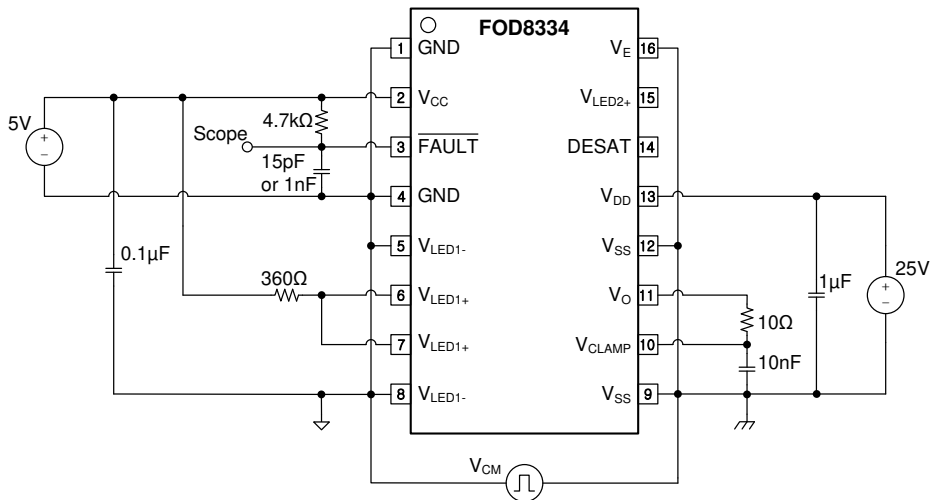 FOD8334
1 GND
VE 16
2 VCC
VLED2+ 15
5V
4.7kΩ
Scope
3 FAULT
DESAT 14
15pF
or 1nF
4 GND
VDD 13
0.1µF
5 VLED1-
VSS 12
1µF
25V
360Ω
6 VLED1+
VO 11
10Ω
7 VLED1+
VCLAMP 10
10nF
8 VLED1-
VSS 9
VCM